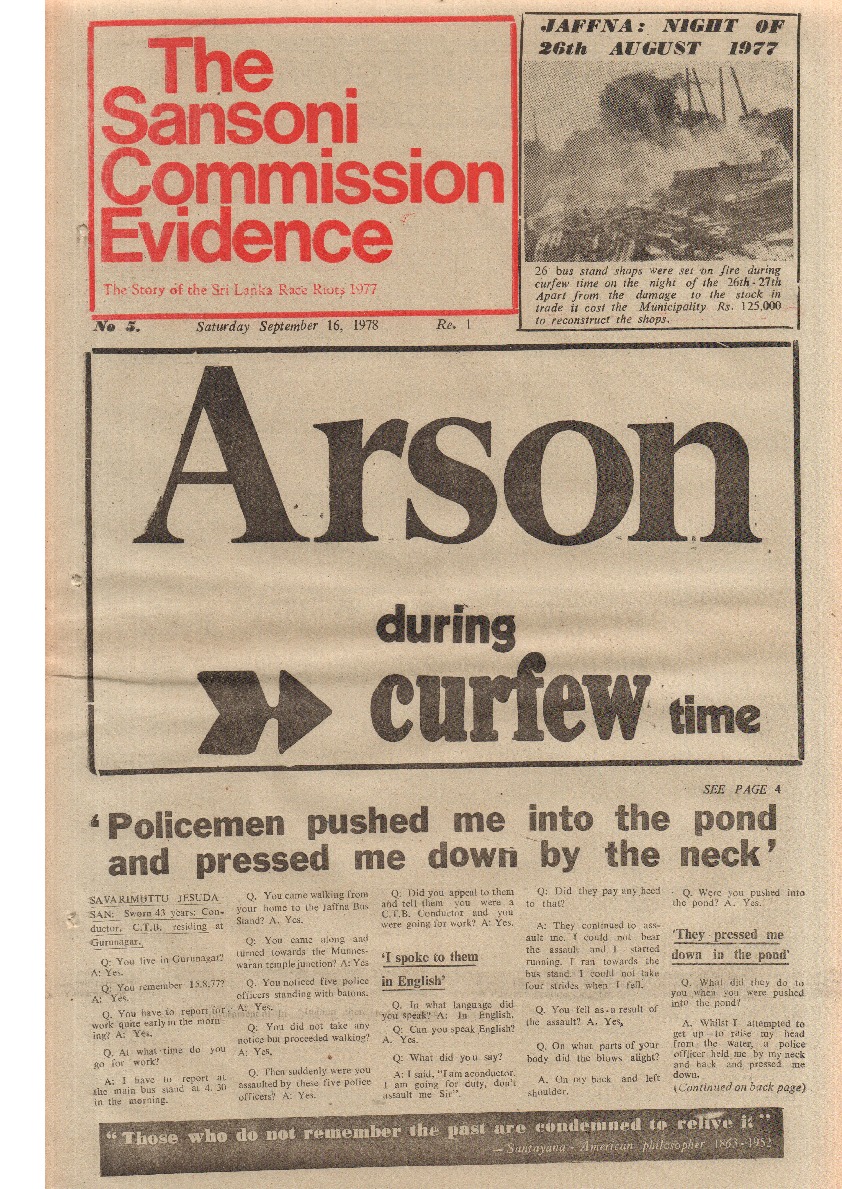 The
Sansoni
Commission
Evidence
The Story of the Sri Lanka Race Riots 1977
JAFFNA: NIGHT OF
26th AUGUST 1977
26 bus stand shops were set on fire during
curfew time on the night of the 26th-27th
Apart from the damage to the stock in
trade it cost the Municipality Rs. 125,000
to reconstruct the shops.
No 5. Saturday September 16, 1978 Re. 1
Arson
during
curfew time
SEE PAGE 4
‘Policemen pushed me into the pond
and pressed me down by the neck’
SAVARIMUTTU JESUDA
SAN: Sworn 43 years: Con-
ductor, C.T.B. residing at
Gurunagar.
Q: You live in Gurunagar?
A: Yes.
Q: You remember 15.8.77?
A: Yes.
Q. You have to report for
work quite early in the morn-
ing? A: Yes.
Q. At what time do you
go for work?
A: I have to report at
the main bus stand at 4. 30
in the morning.
Q. You came walking from
your home to the Jaffna Bus
Stand? A. Yes.
Q: You came along and
turned towards the Munnes-
waran temple junction? A: Yes
Q. You noticed five police
officers standing with batons.
A: Yes.
Q: You did not take any
notice but proceeded walking?
A: Yes,
Q. Then suddenly were you
assaulted by these five police
officers? A: Yes.
Q: Did you appeal to them
and tell them you were a
C.T.B. Conductor and you
were going for work? A: Yes.
‘I spoke to them
in English’
Q. In what language did
you speak? A: In English.
Q: Can you speak English?
A. Yes.
Q: What did you say?
A: I said, "I am aconductor,
I am going for duty, don't
assault me Sir".
Q: Did they pay any heed
to that?
A: They continued to ass-
ault me. I could not bear
the assault and I started
running. I ran towards the
bus stand. I could not take
four strides when I fell.
Q. You fell as a result of
the assault? A. Yes,
Q. On what parts of your
body did the blows alight?
A. On my back and left
shoulder.
Q. Were you pushed into
the pond? A. Yes.
‘They pressed me
down in the pond’
Q. What did they do to
you when you were pushed
into the pond?
A. Whilst I attempted to
get up to raise my head
from the water, a police
officer held me by my neck
and back and pressed me
down.
(Continued on back page)
“Those who do not remember the past are condemned to relive it”
— Santayana - American philosopher 1863-1952